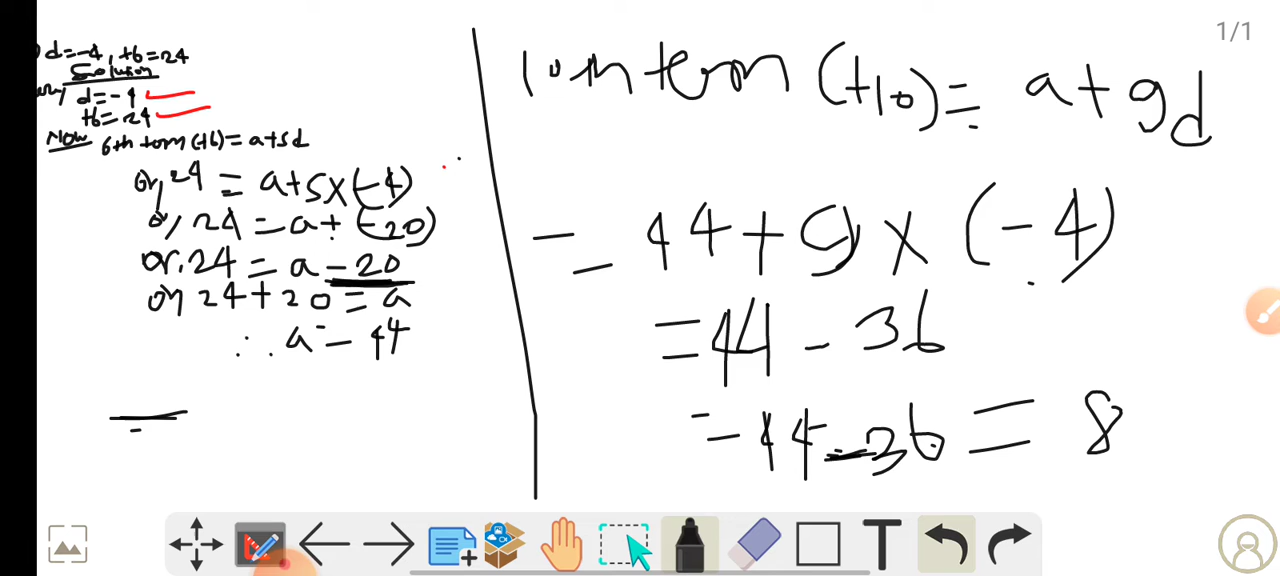 d=-4, t6=24
Solution
d=-4
t6=24
Now 6th term (t6)=a+5d
or, 24 = a+5×(-4)
or, 24 =a+ (-20)
or. 24 = a - 20
or 24 + 20 = a
∴ a = 44
1/1
10th term (t10) = a + 9d
= 44 + 9 × (-4)
= 44 - 36
= 44 - 36 = 8
T